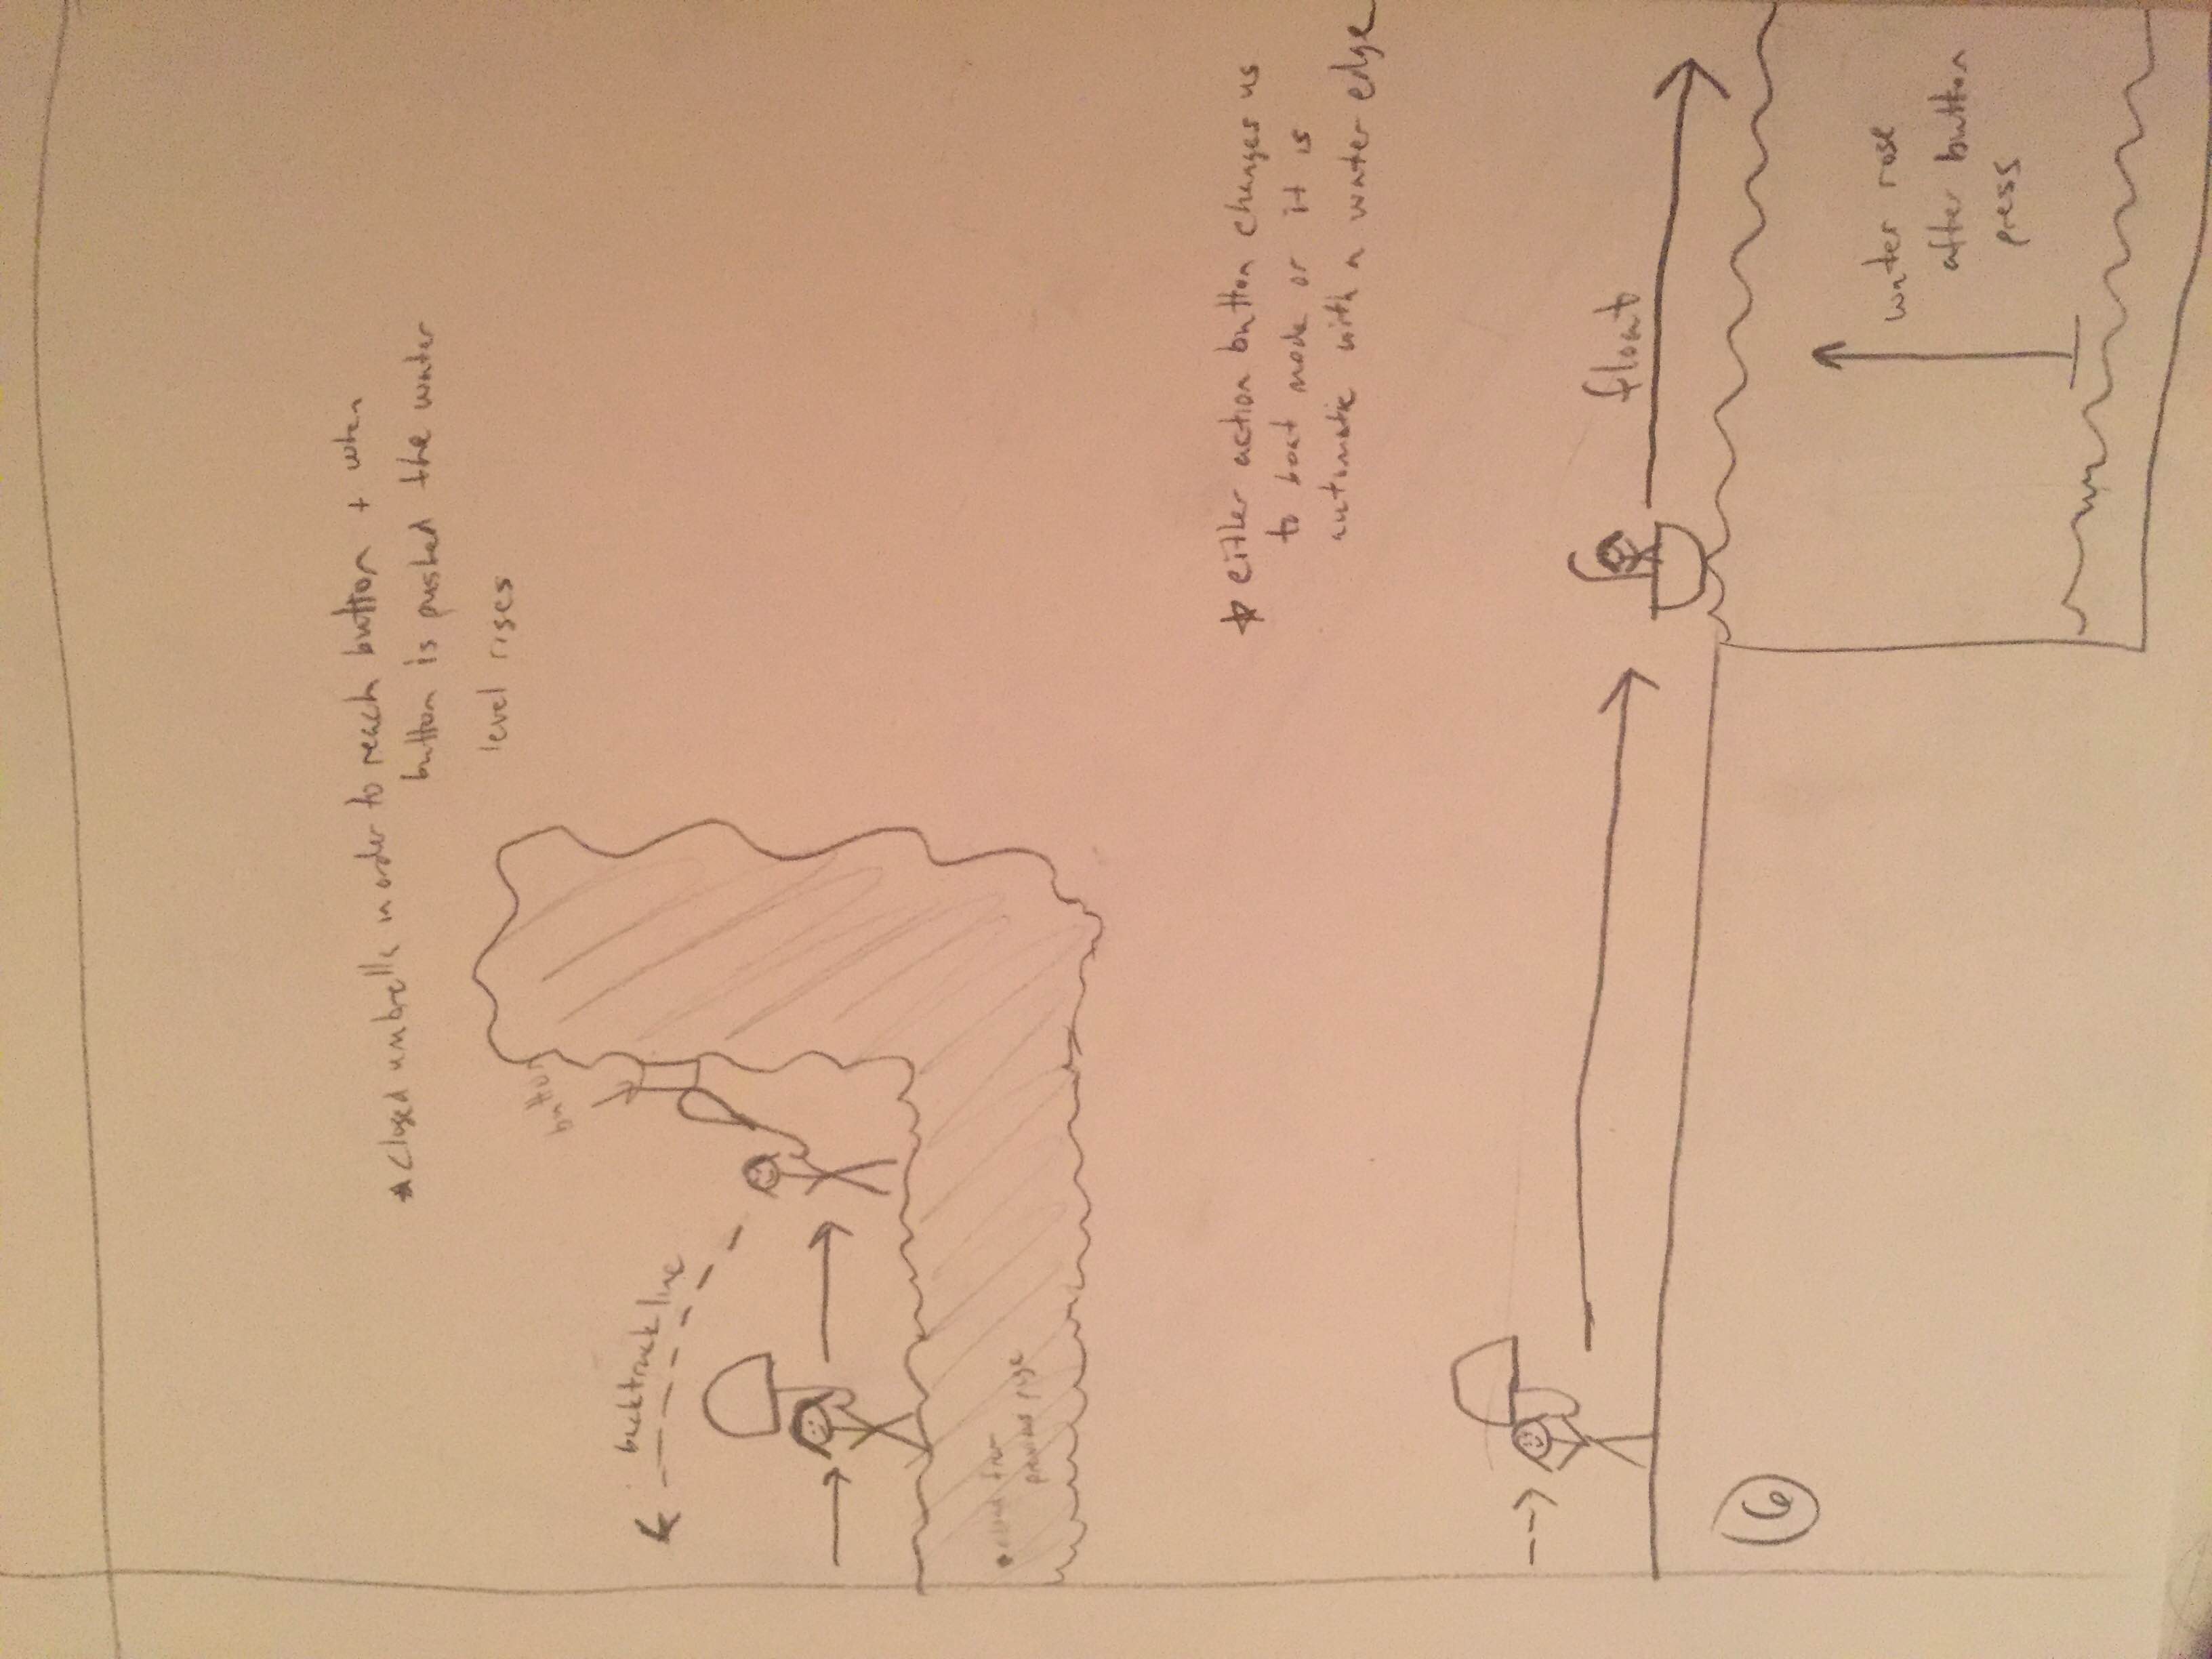 ★ closed umbrella in order to reach button + when
button is pushed the water
level rises
button
backtrack line
• cloud from
previous page
★ either action button changes us
to boat mode or it is
automatic with a water edge
float
6
water rose
after button
press